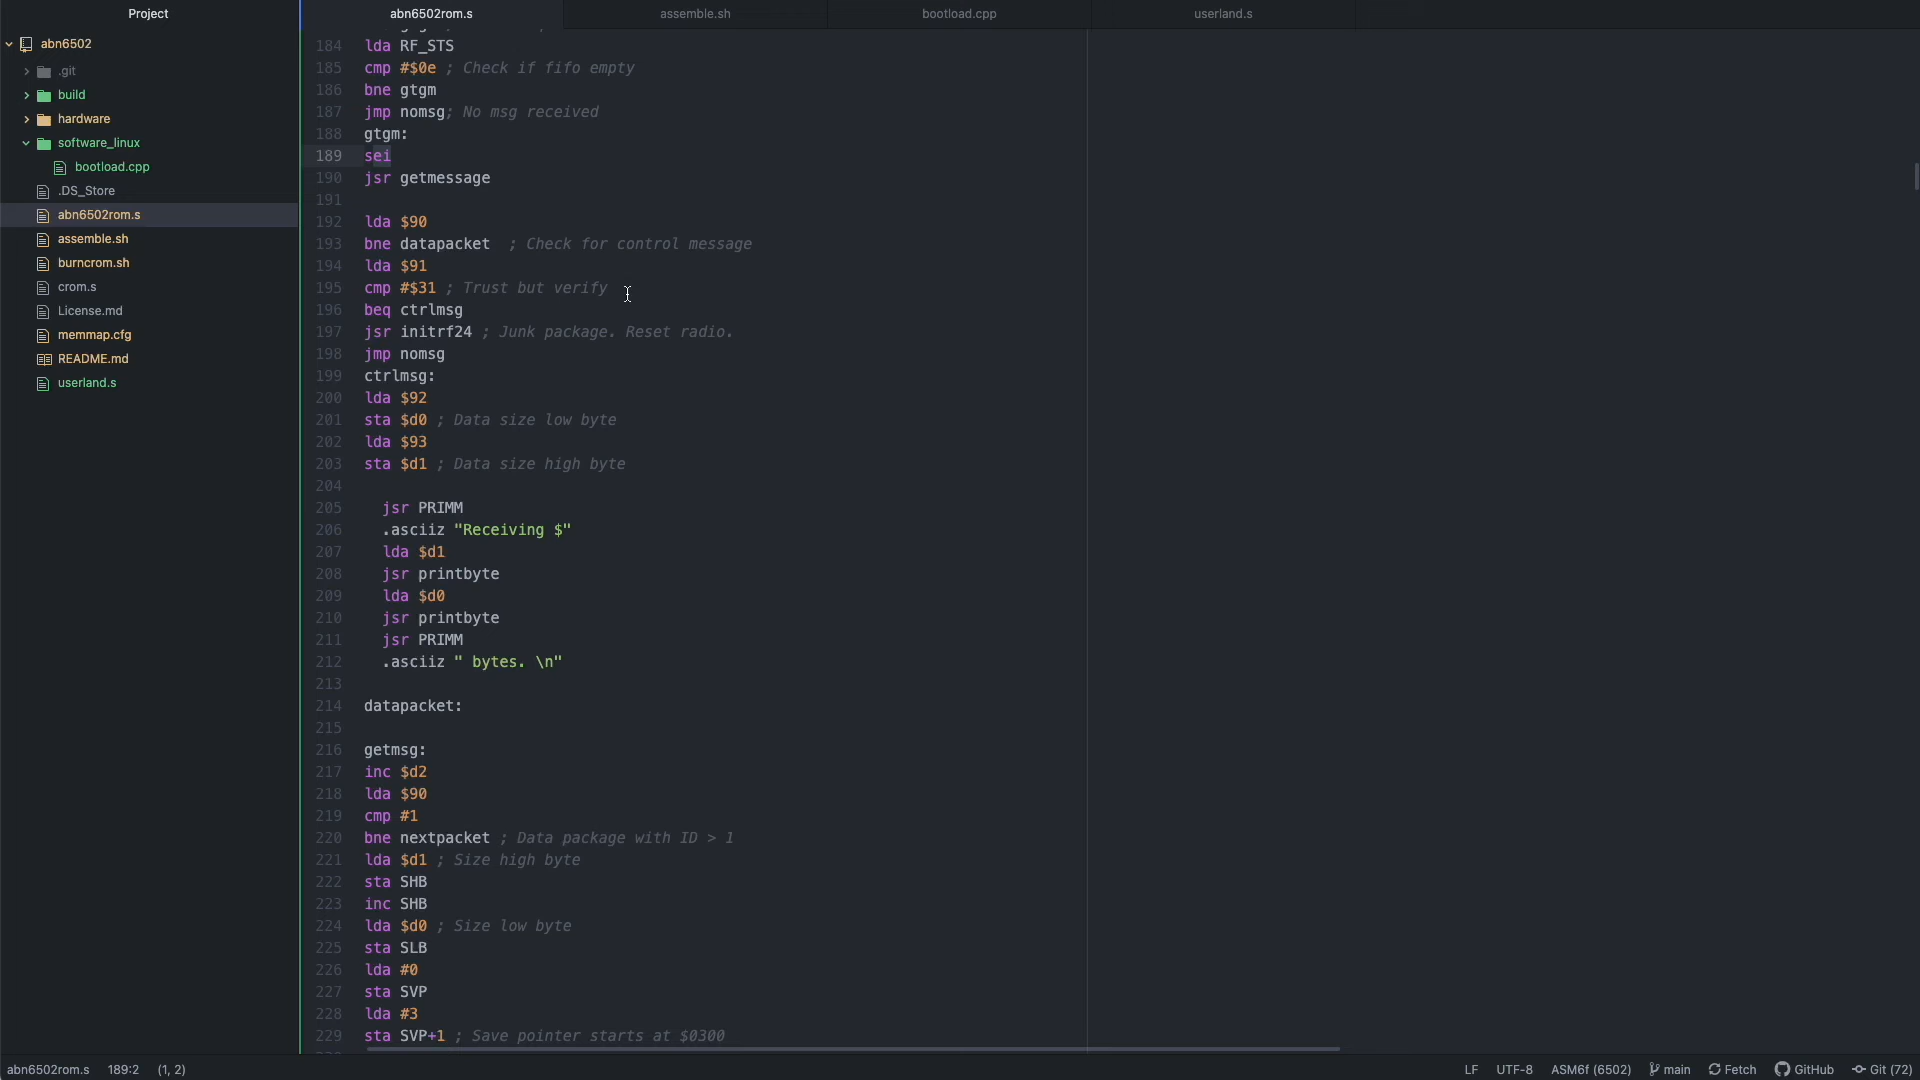 Project
abn6502rom.s
assemble.sh
bootload.cpp
userland.s
abn6502
.git
build
hardware
software_linux
bootload.cpp
.DS_Store
abn6502rom.s
assemble.sh
burncrom.sh
crom.s
License.md
memmap.cfg
README.md
userland.s
184 lda RF_STS
185 cmp #$0e ; Check if fifo empty
186 bne gtgm
187 jmp nomsg; No msg received
188 gtgm:
189 sei
190 jsr getmessage
191
192 lda $90
193 bne datapacket  ; Check for control message
194 lda $91
195 cmp #$31 ; Trust but verify
196 beq ctrlmsg
197 jsr initrf24 ; Junk package. Reset radio.
198 jmp nomsg
199 ctrlmsg:
200 lda $92
201 sta $d0 ; Data size low byte
202 lda $93
203 sta $d1 ; Data size high byte
204
205   jsr PRIMM
206   .asciiz "Receiving $"
207   lda $d1
208   jsr printbyte
209   lda $d0
210   jsr printbyte
211   jsr PRIMM
212   .asciiz " bytes. \n"
213
214 datapacket:
215
216 getmsg:
217 inc $d2
218 lda $90
219 cmp #1
220 bne nextpacket ; Data package with ID > 1
221 lda $d1 ; Size high byte
222 sta SHB
223 inc SHB
224 lda $d0 ; Size low byte
225 sta SLB
226 lda #0
227 sta SVP
228 lda #3
229 sta SVP+1 ; Save pointer starts at $0300
abn6502rom.s 189:2 (1, 2) LF UTF-8 ASM6f (6502) main Fetch GitHub Git (72)